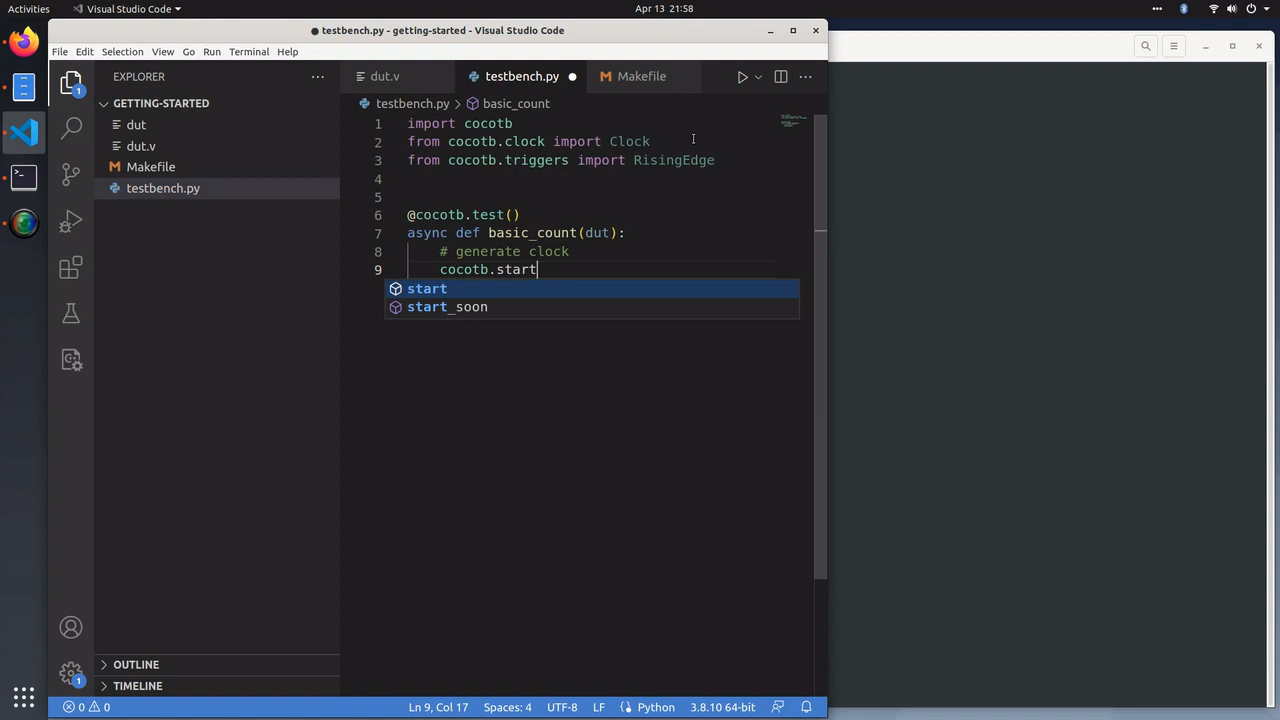 Activities
Visual Studio Code
Apr 13 21:58
testbench.py - getting-started - Visual Studio Code
File Edit Selection View Go Run Terminal Help
EXPLORER
GETTING-STARTED
dut
dut.v
Makefile
testbench.py
OUTLINE
TIMELINE
1
1
dut.v
testbench.py
Makefile
testbench.py > basic_count
1 import cocotb
2 from cocotb.clock import Clock
3 from cocotb.triggers import RisingEdge
4
5
6 @cocotb.test()
7 async def basic_count(dut):
8 # generate clock
9 cocotb.start
start
start_soon
0 0
Ln 9, Col 17
Spaces: 4
UTF-8
LF
Python
3.8.10 64-bit